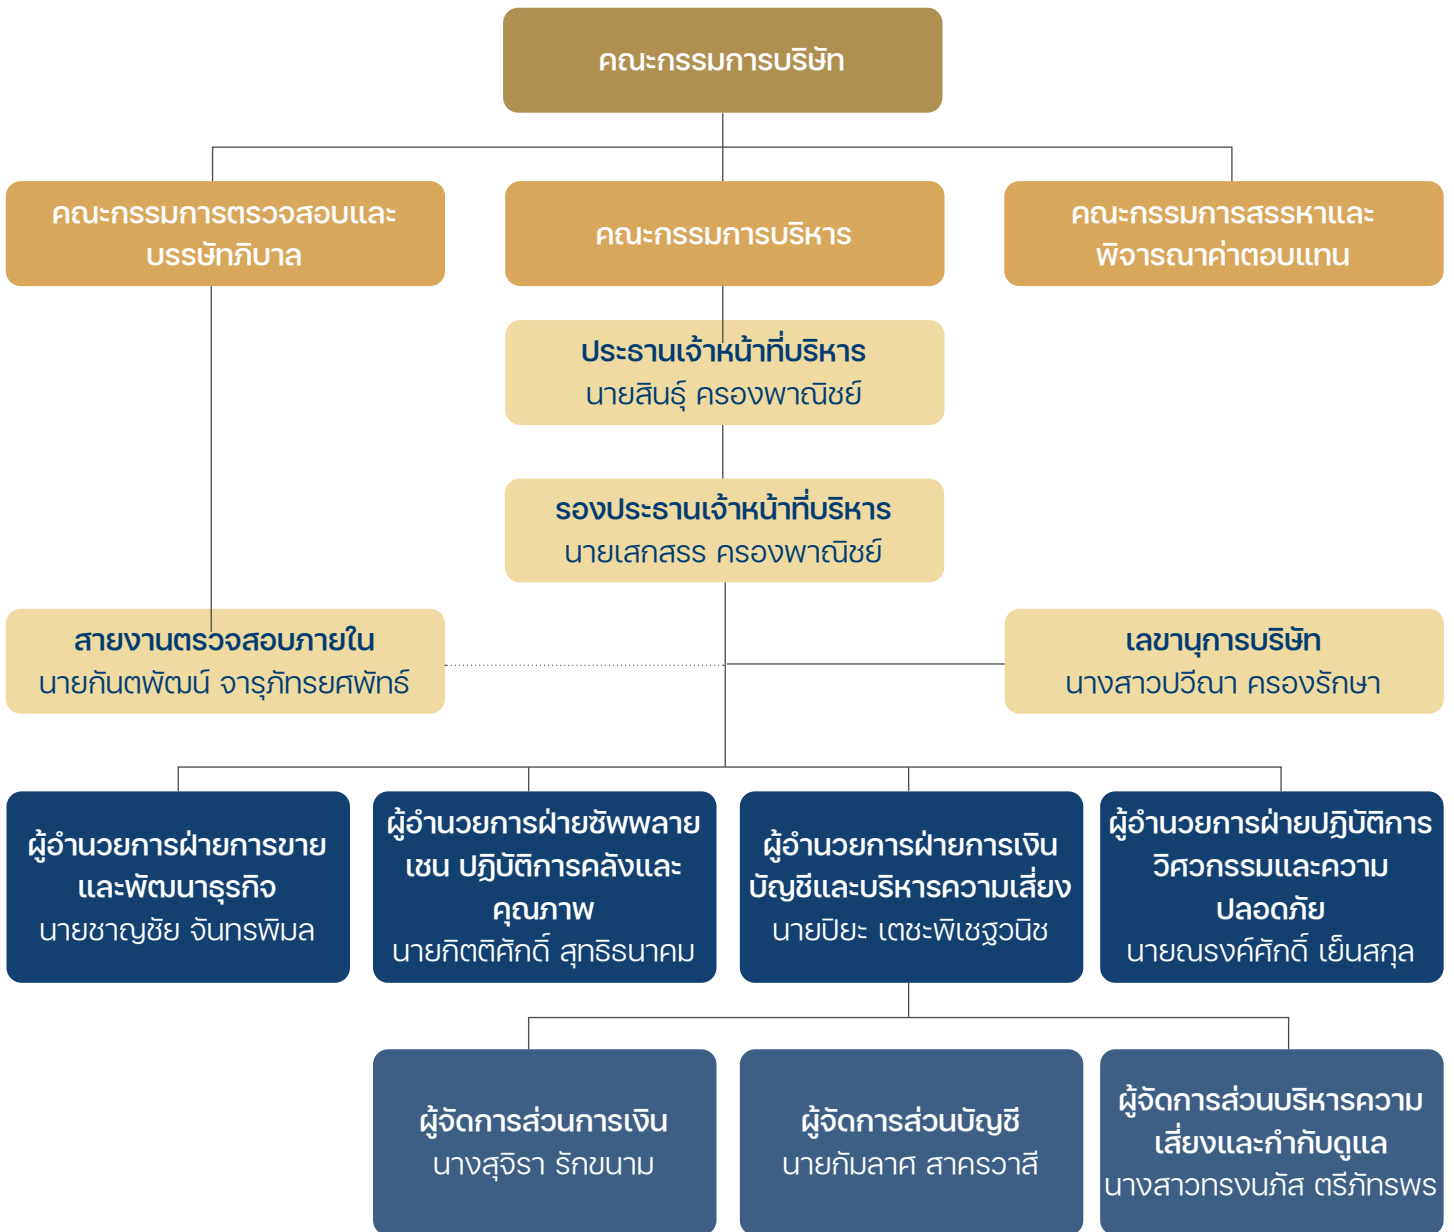 คณะกรรมการบริษัท
คณะกรรมการตรวจสอบและ
บรรษัทภิบาล
คณะกรรมการบริหาร
คณะกรรมการสรรหาและ
พิจารณาค่าตอบแทน
ประธานเจ้าหน้าที่บริหาร
นายสินธุ์ ครองพาณิชย์
รองประธานเจ้าหน้าที่บริหาร
นายเสกสรร ครองพาณิชย์
สายงานตรวจสอบภายใน
นายกันตพัฒน์ จารุภัทรยศพัทธ์
เลขานุการบริษัท
นางสาวปวีณา ครองรักษา
ผู้อำนวยการฝ่ายการขาย
และพัฒนาธุรกิจ
นายชาญชัย จันทรพิมล
ผู้อำนวยการฝ่ายซัพพลาย
เชน ปฏิบัติการคลังและ
คุณภาพ
นายกิตติศักดิ์ สุทธิธนาคม
ผู้อำนวยการฝ่ายการเงิน
บัญชีและบริหารความเสี่ยง
นายปิยะ เตชะพิเชฐวนิช
ผู้อำนวยการฝ่ายปฏิบัติการ
วิศวกรรมและความ
ปลอดภัย
นายณรงค์ศักดิ์ เย็นสกุล
ผู้จัดการส่วนการเงิน
นางสุจิรา รักขนาม
ผู้จัดการส่วนบัญชี
นายกัมลาศ สาครวาสี
ผู้จัดการส่วนบริหารความ
เสี่ยงและกำกับดูแล
นางสาวทรงนภัส ตรีภัทรพร